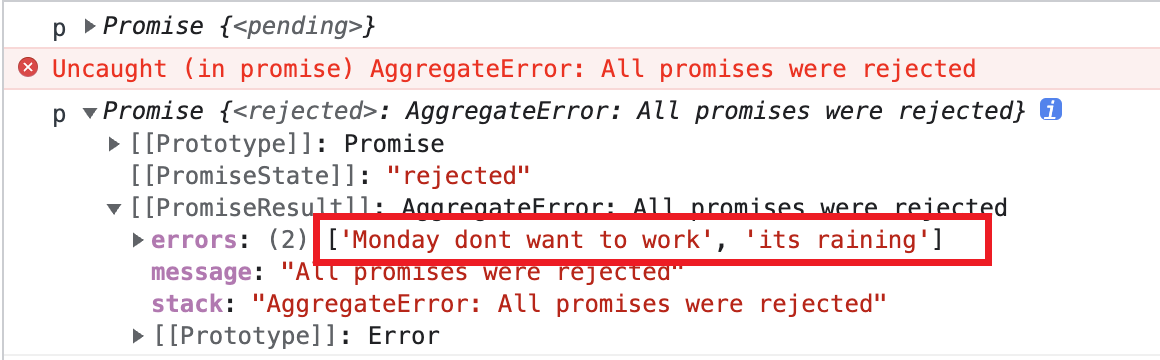 p ▶Promise {<pending>}
Uncaught (in promise) AggregateError: All promises were rejected
p ▼Promise {<rejected>: AggregateError: All promises were rejected} i
▶[[Prototype]]: Promise
[[PromiseState]]: "rejected"
▼[[PromiseResult]]: AggregateError: All promises were rejected
▶errors: (2) ['Monday dont want to work', 'its raining']
message: "All promises were rejected"
stack: "AggregateError: All promises were rejected"
▶[[Prototype]]: Error